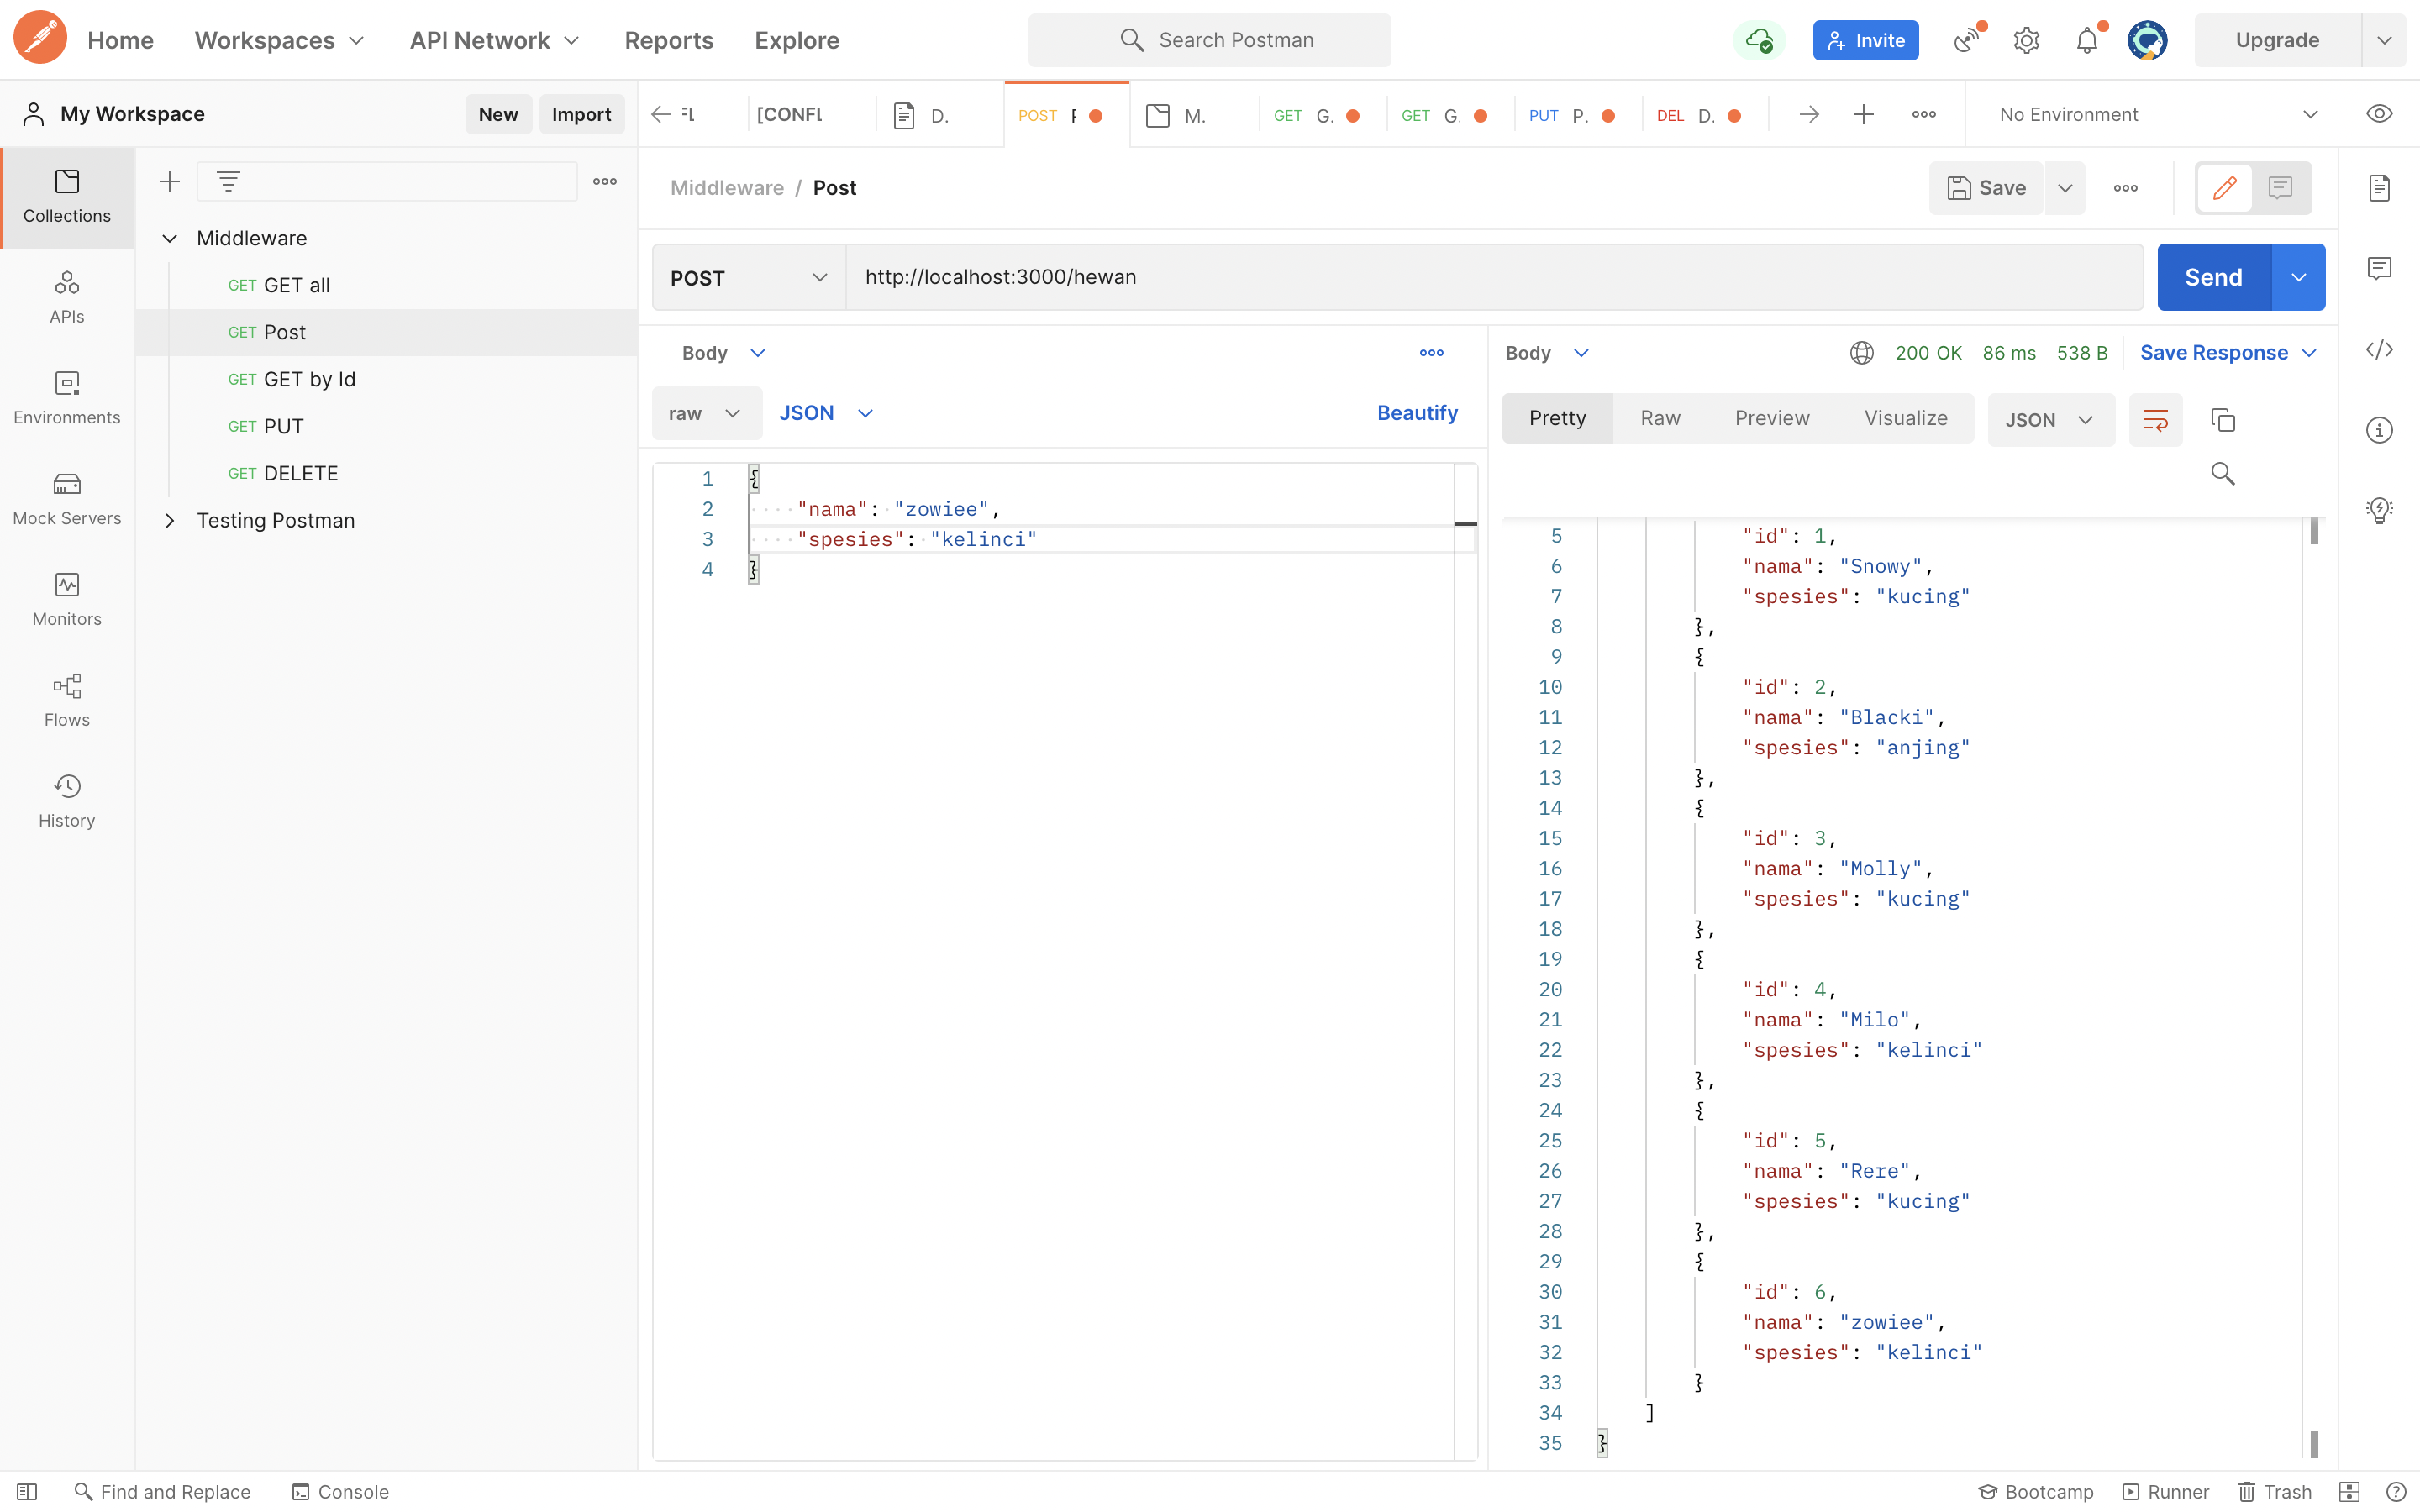 Home Workspaces API Network Reports Explore Search Postman Invite Upgrade
My Workspace New Import [CONFL D. POST M. GET G. GET G. PUT P. DEL D. No Environment
Collections
APIs
Environments
Mock Servers
Monitors
Flows
History
Middleware
GET GET all
GET Post
GET GET by Id
GET PUT
GET DELETE
Testing Postman
Middleware / Post Save
POST http://localhost:3000/hewan Send
Body
raw JSON Beautify
1 {
2 "nama": "zowiee",
3 "spesies": "kelinci"
4 }
Body 200 OK 86 ms 538 B Save Response
Pretty Raw Preview Visualize JSON
5 "id": 1,
6 "nama": "Snowy",
7 "spesies": "kucing"
8 },
9 {
10 "id": 2,
11 "nama": "Blacki",
12 "spesies": "anjing"
13 },
14 {
15 "id": 3,
16 "nama": "Molly",
17 "spesies": "kucing"
18 },
19 {
20 "id": 4,
21 "nama": "Milo",
22 "spesies": "kelinci"
23 },
24 {
25 "id": 5,
26 "nama": "Rere",
27 "spesies": "kucing"
28 },
29 {
30 "id": 6,
31 "nama": "zowiee",
32 "spesies": "kelinci"
33 }
34 ]
35 }
Find and Replace Console Bootcamp Runner Trash